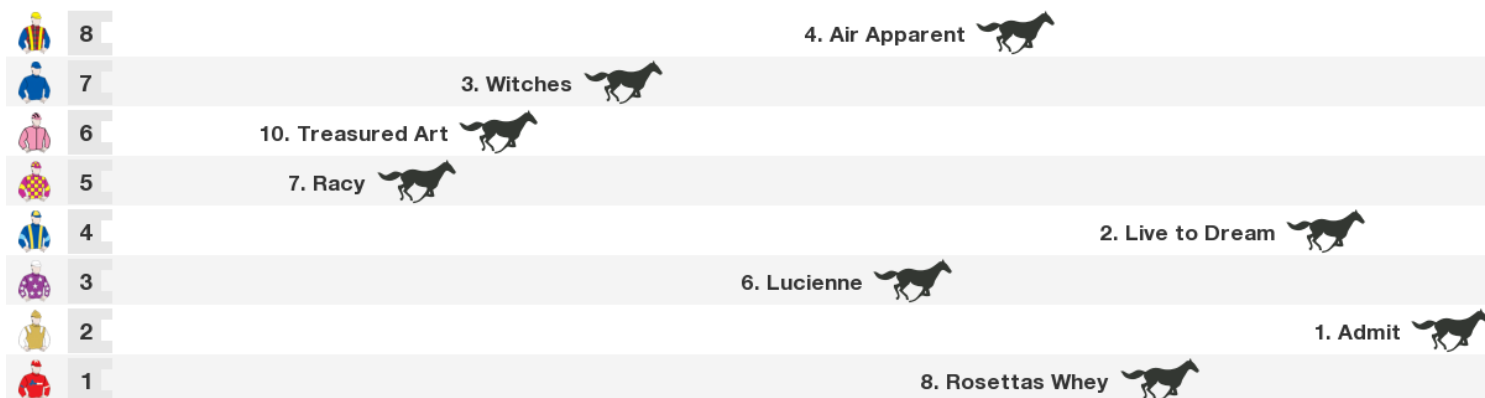 8 4. Air Apparent
7 3. Witches
6 10. Treasured Art
5 7. Racy
4 2. Live to Dream
3 6. Lucienne
2 1. Admit
1 8. Rosettas Whey